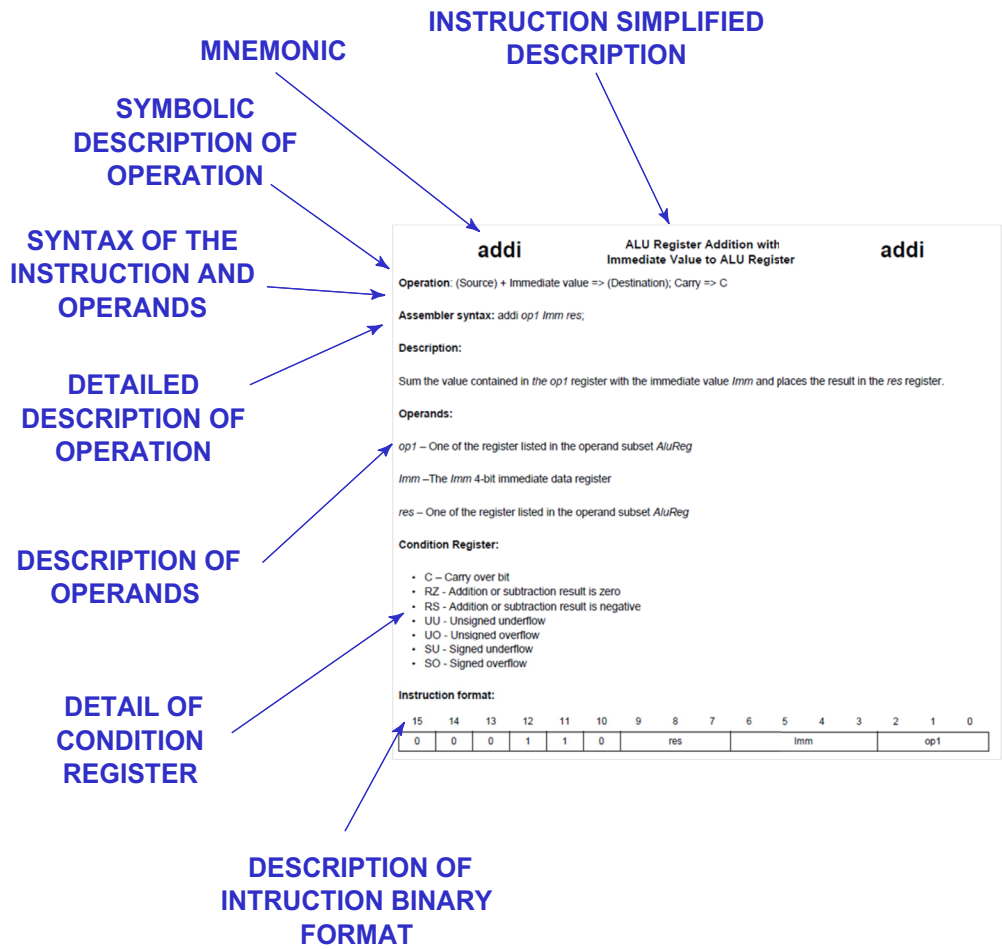 INSTRUCTION SIMPLIFIED
DESCRIPTION
MNEMONIC
SYMBOLIC
DESCRIPTION OF
OPERATION
SYNTAX OF THE
INSTRUCTION AND
OPERANDS
DETAILED
DESCRIPTION OF
OPERATION
DESCRIPTION OF
OPERANDS
DETAIL OF
CONDITION
REGISTER
DESCRIPTION OF
INTRUCTION BINARY
FORMAT
addi
ALU Register Addition with
Immediate Value to ALU Register
addi
Operation: (Source) + Immediate value => (Destination); Carry => C
Assembler syntax: addi op1 Imm res;
Description:
Sum the value contained in the op1 register with the immediate value Imm and places the result in the res register.
Operands:
op1 – One of the register listed in the operand subset AluReg
Imm –The Imm 4-bit immediate data register
res – One of the register listed in the operand subset AluReg
Condition Register:
• C – Carry over bit
• RZ - Addition or subtraction result is zero
• RS - Addition or subtraction result is negative
• UU - Unsigned underflow
• UO - Unsigned overflow
• SU - Signed underflow
• SO - Signed overflow
Instruction format:
15 14 13 12 11 10 9 8 7 6 5 4 3 2 1 0
0 0 0 1 1 0 res Imm op1